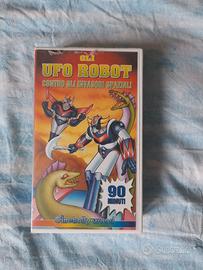 GLI
UFO ROBOT
CONTRO GLI INVASORI SPAZIALI
90
MINUTI